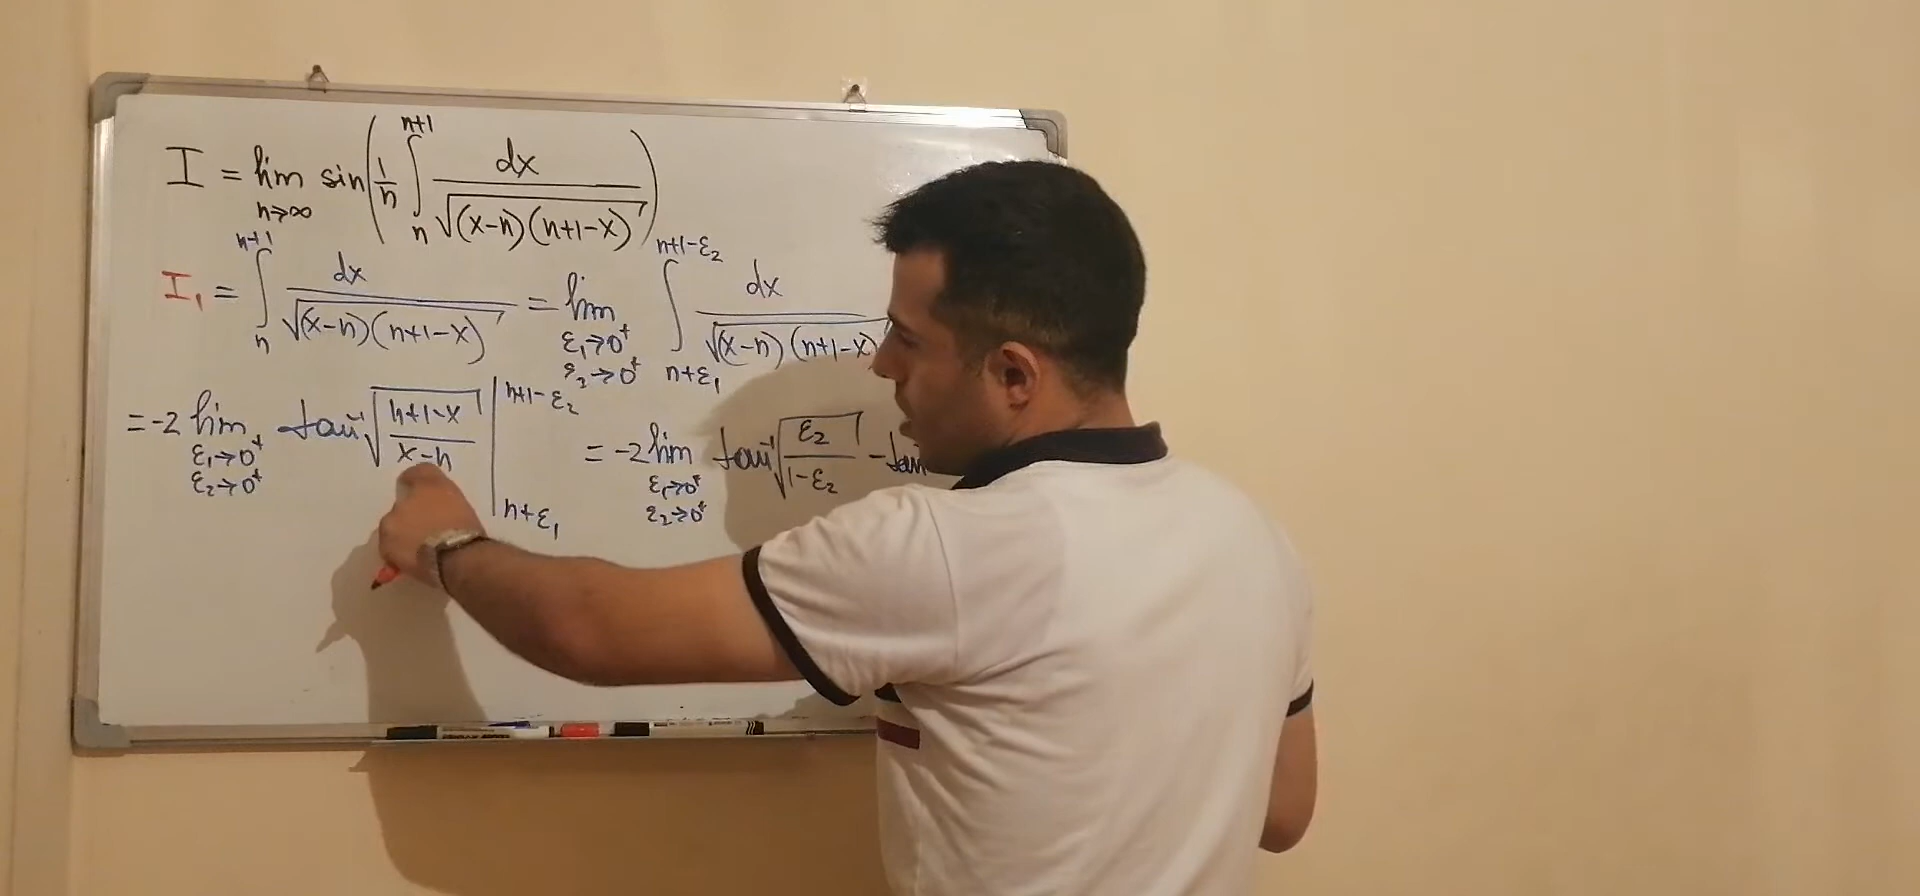 I = lim n→∞ sin(1/n ∫ n n+1 dx/√(x-n)(n+1-x))
I₁ = ∫ n n+1 dx/√(x-n)(n+1-x) = lim ε₁→0⁺ ε₂→0⁺ ∫ n+ε₁ n+1-ε₂ dx/√(x-n)(n+1-x)
= -2 lim ε₁→0⁺ ε₂→0⁺ tan⁻¹√(n+1-x)/(x-n) | n+ε₁ n+1-ε₂ = -2 lim ε₁→0⁺ ε₂→0⁺ tan⁻¹√ε₂/(1-ε₂) - tan